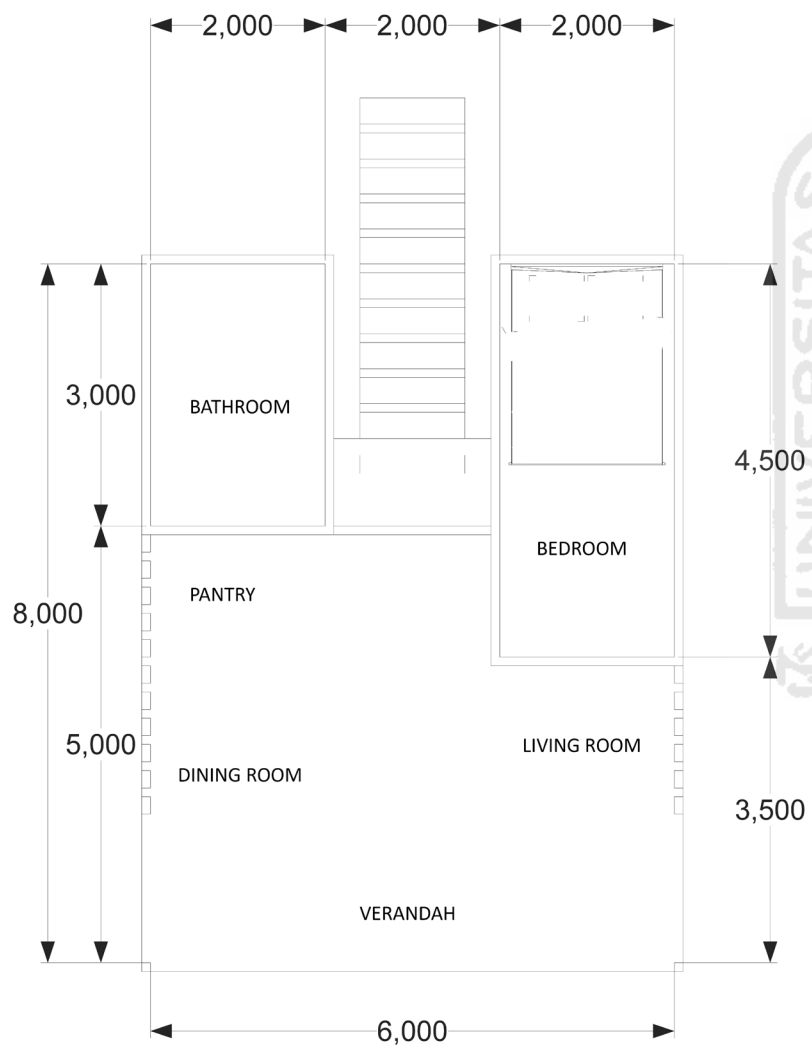 2,000
2,000
2,000
3,000
BATHROOM
4,500
BEDROOM
PANTRY
8,000
5,000
LIVING ROOM
DINING ROOM
3,500
VERANDAH
6,000